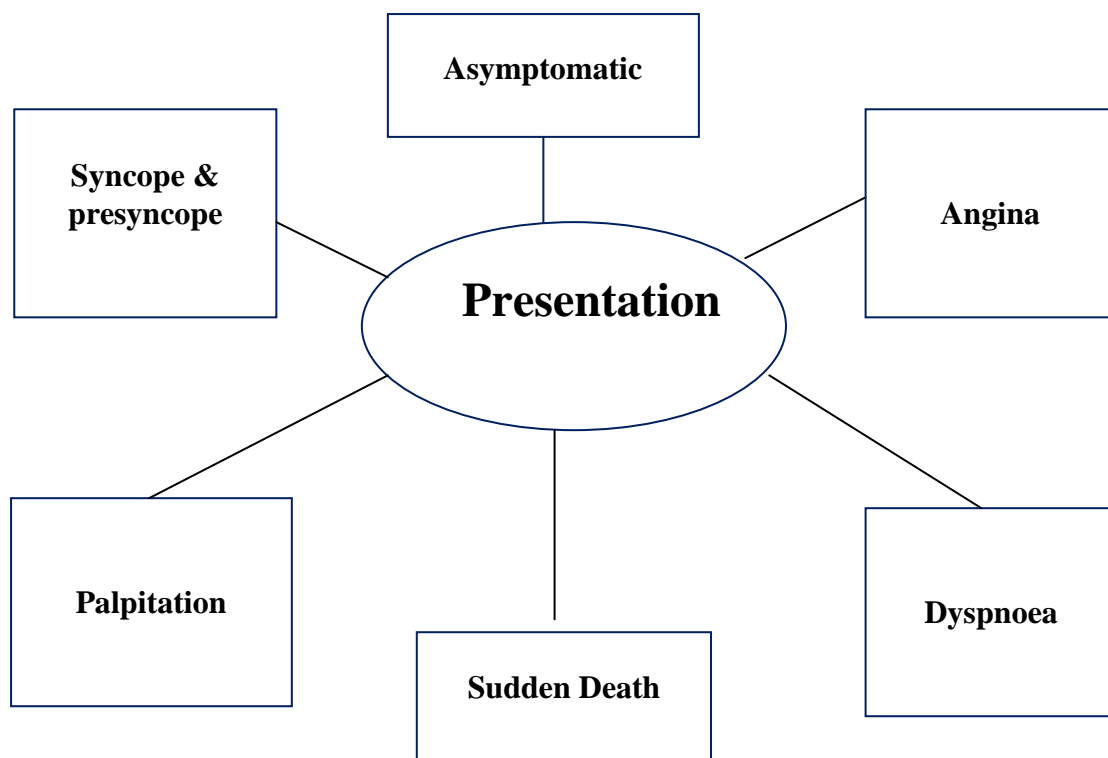 Asymptomatic
Syncope &
presyncope
Angina
Presentation
Palpitation
Dyspnoea
Sudden Death